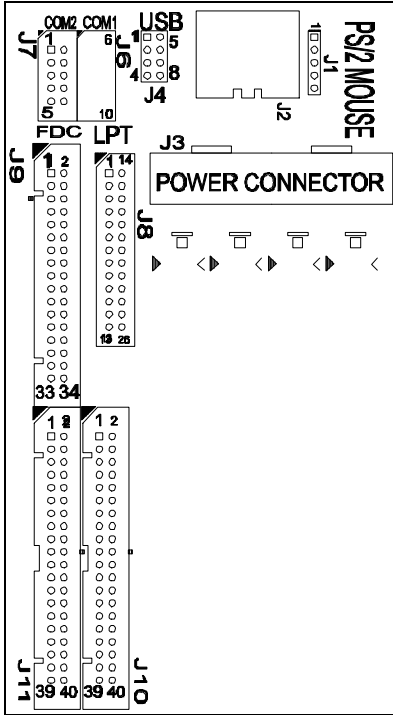 COM2 COM1
USB
J7
1
6
J6
1
5
5
10
4
8
J4
J2
1
J1
PS/2 MOUSE
FDC
LPT
J9
1 2
1 14
J8
13 26
J3
POWER CONNECTOR
33 34
1
1 2
J11
39 40
39 40
J10